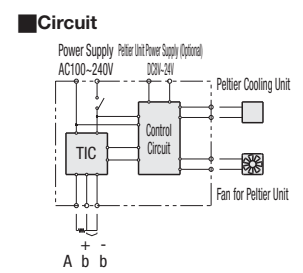 ■Circuit
Power Supply Peltier Unit Power Supply (Optional)
AC100~240V DC8V~24V
Peltier Cooling Unit
Control
Circuit
TIC
Fan for Peltier Unit
+ -
A b b